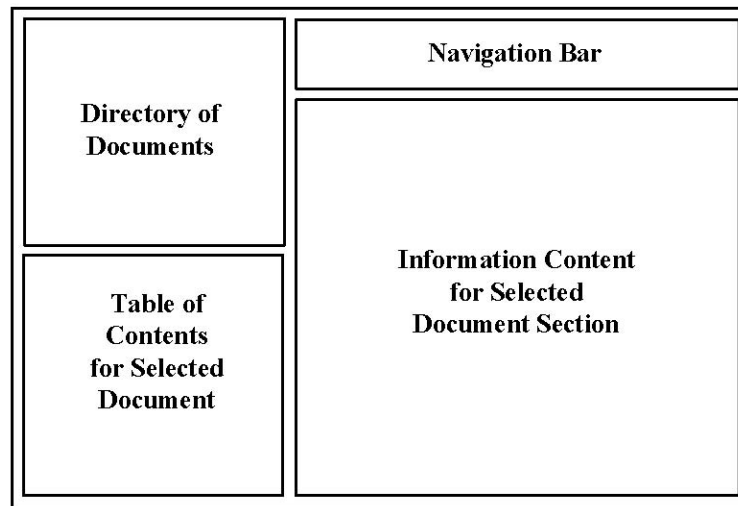 Directory of
Documents
Navigation Bar
Table of
Contents
for Selected
Document
Information Content
for Selected
Document Section